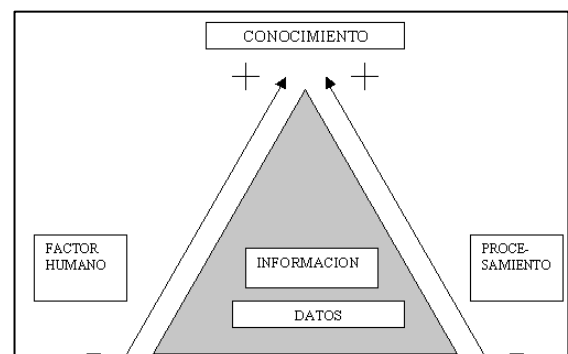 CONOCIMIENTO
+ +
FACTOR
HUMANO
INFORMACION
PROCE-
SAMIENTO
DATOS